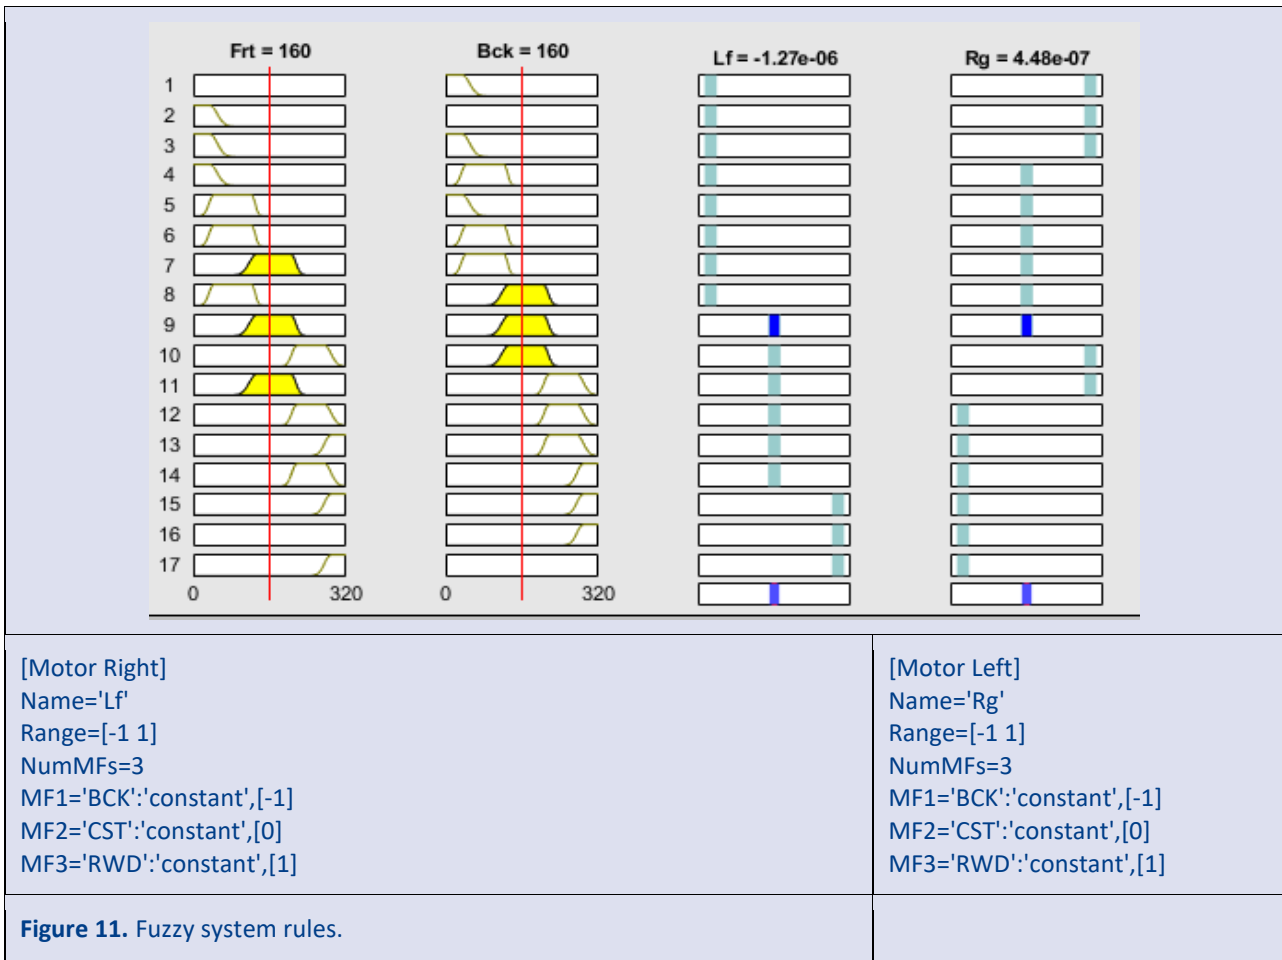 Frt = 160 Bck = 160 Lf = -1.27e-06 Rg = 4.48e-07
1
2
3
4
5
6
7
8
9
10
11
12
13
14
15
16
17
0 320 0 320
[Motor Right]
Name='Lf'
Range=[-1 1]
NumMFs=3
MF1='BCK':'constant',[-1]
MF2='CST':'constant',[0]
MF3='RWD':'constant',[1]
[Motor Left]
Name='Rg'
Range=[-1 1]
NumMFs=3
MF1='BCK':'constant',[-1]
MF2='CST':'constant',[0]
MF3='RWD':'constant',[1]
Figure 11. Fuzzy system rules.